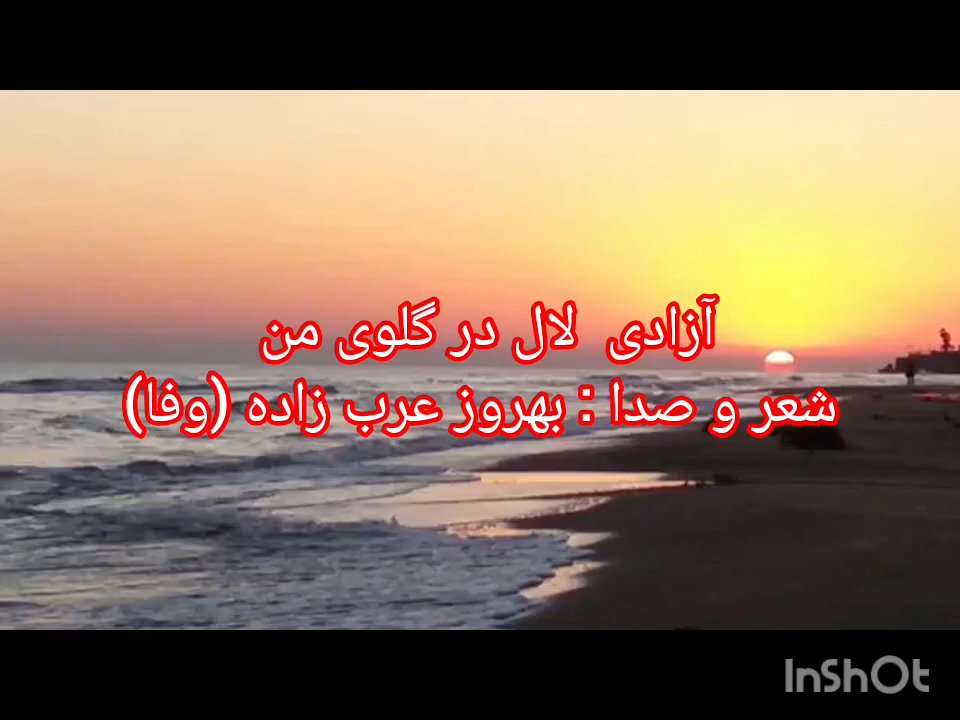 آزادی لال در گلوی من
شعر و صدا : بهروز عرب زاده (وفا)
InShOt